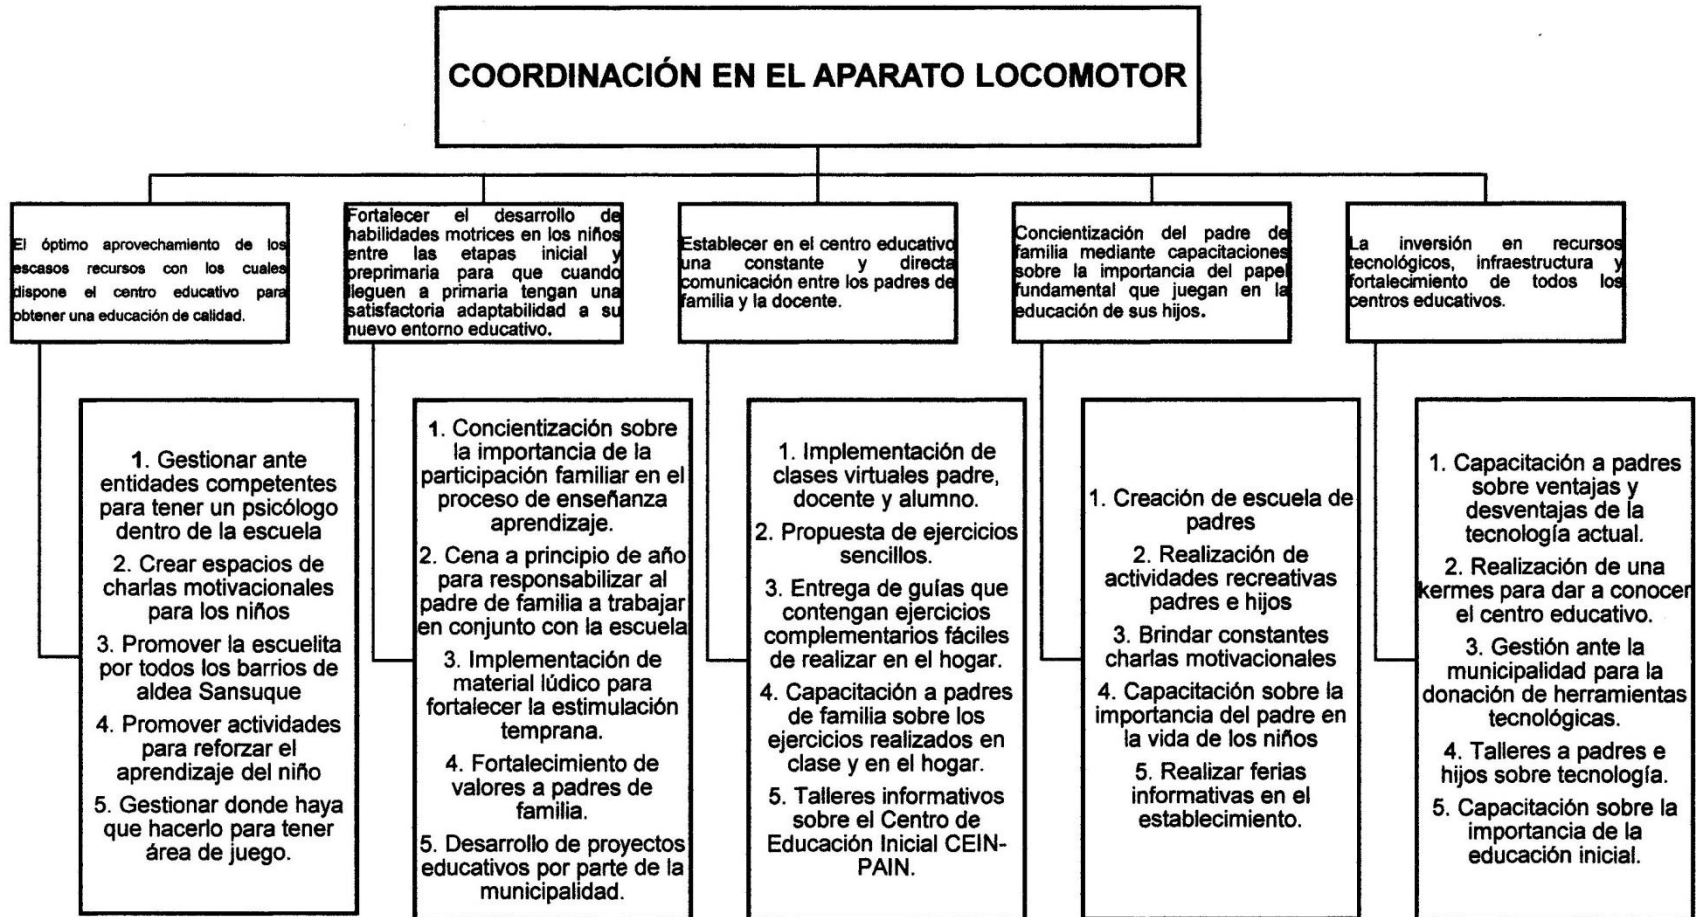 COORDINACIÓN EN EL APARATO LOCOMOTOR
El óptimo aprovechamiento de los
escasos recursos con los cuales
dispone el centro educativo para
obtener una educación de calidad.
Fortalecer el desarrollo de
habilidades motrices en los niños
entre las etapas inicial y
preprimaria para que cuando
lleguen a primaria tengan una
satisfactoria adaptabilidad a su
nuevo entorno educativo.
Establecer en el centro educativo
una constante y directa
comunicación entre los padres de
familia y la docente.
Concientización del padre de
familia mediante capacitaciones
sobre la importancia del papel
fundamental que juegan en la
educación de sus hijos.
La inversión en recursos
tecnológicos, infraestructura y
fortalecimiento de todos los
centros educativos.
1. Gestionar ante
entidades competentes
para tener un psicólogo
dentro de la escuela
2. Crear espacios de
charlas motivacionales
para los niños
3. Promover la escuelita
por todos los barrios de
aldea Sansuque
4. Promover actividades
para reforzar el
aprendizaje del niño
5. Gestionar donde haya
que hacerlo para tener
área de juego.
1. Concientización sobre
la importancia de la
participación familiar en el
proceso de enseñanza
aprendizaje.
2. Cena a principio de año
para responsabilizar al
padre de familia a trabajar
en conjunto con la escuela
3. Implementación de
material lúdico para
fortalecer la estimulación
temprana.
4. Fortalecimiento de
valores a padres de
familia.
5. Desarrollo de proyectos
educativos por parte de la
municipalidad.
1. Implementación de
clases virtuales padre,
docente y alumno.
2. Propuesta de ejercicios
sencillos.
3. Entrega de guías que
contengan ejercicios
complementarios fáciles
de realizar en el hogar.
4. Capacitación a padres
de familia sobre los
ejercicios realizados en
clase y en el hogar.
5. Talleres informativos
sobre el Centro de
Educación Inicial CEIN-
PAIN.
1. Creación de escuela de
padres
2. Realización de
actividades recreativas
padres e hijos
3. Brindar constantes
charlas motivacionales
4. Capacitación sobre la
importancia del padre en
la vida de los niños
5. Realizar ferias
informativas en el
establecimiento.
1. Capacitación a padres
sobre ventajas y
desventajas de la
tecnología actual.
2. Realización de una
kermes para dar a conocer
el centro educativo.
3. Gestión ante la
municipalidad para la
donación de herramientas
tecnológicas.
4. Talleres a padres e
hijos sobre tecnología.
5. Capacitación sobre la
importancia de la
educación inicial.